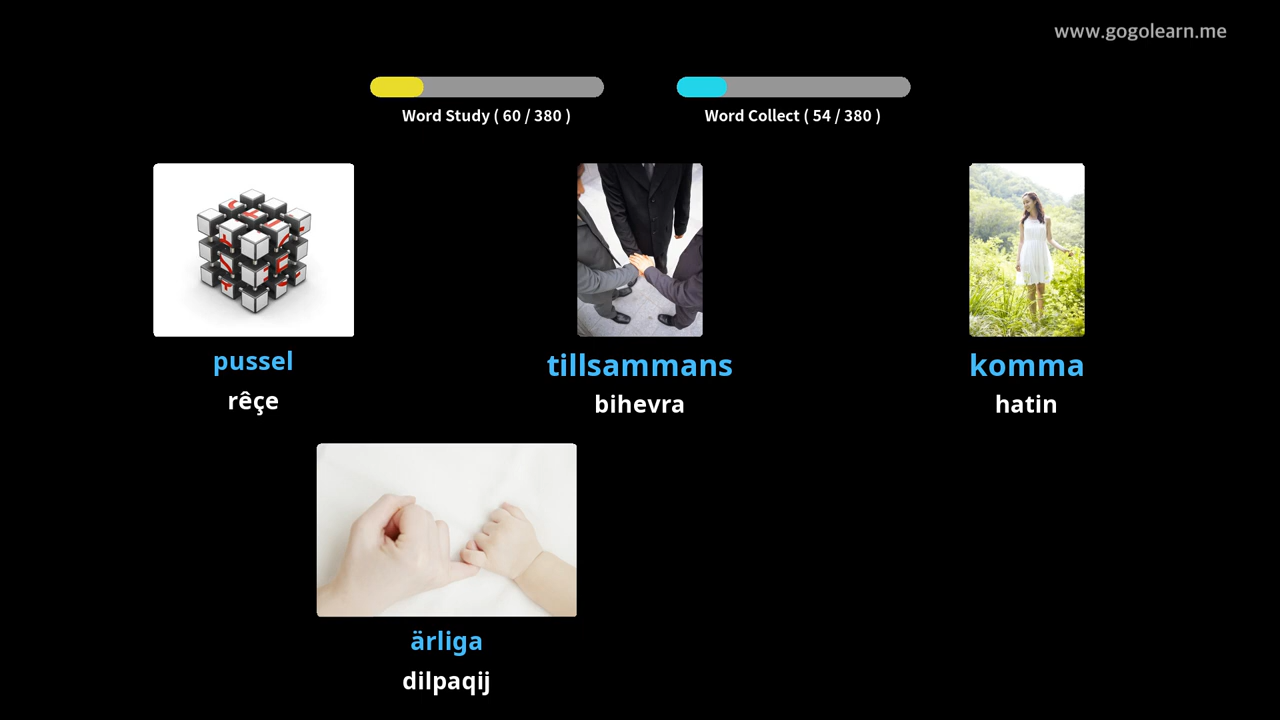 www.gogolearn.me
Word Study ( 60 / 380 )
Word Collect ( 54 / 380 )
pussel
rêçe
tillsammans
bihevra
komma
hatin
ärliga
dilpaqij